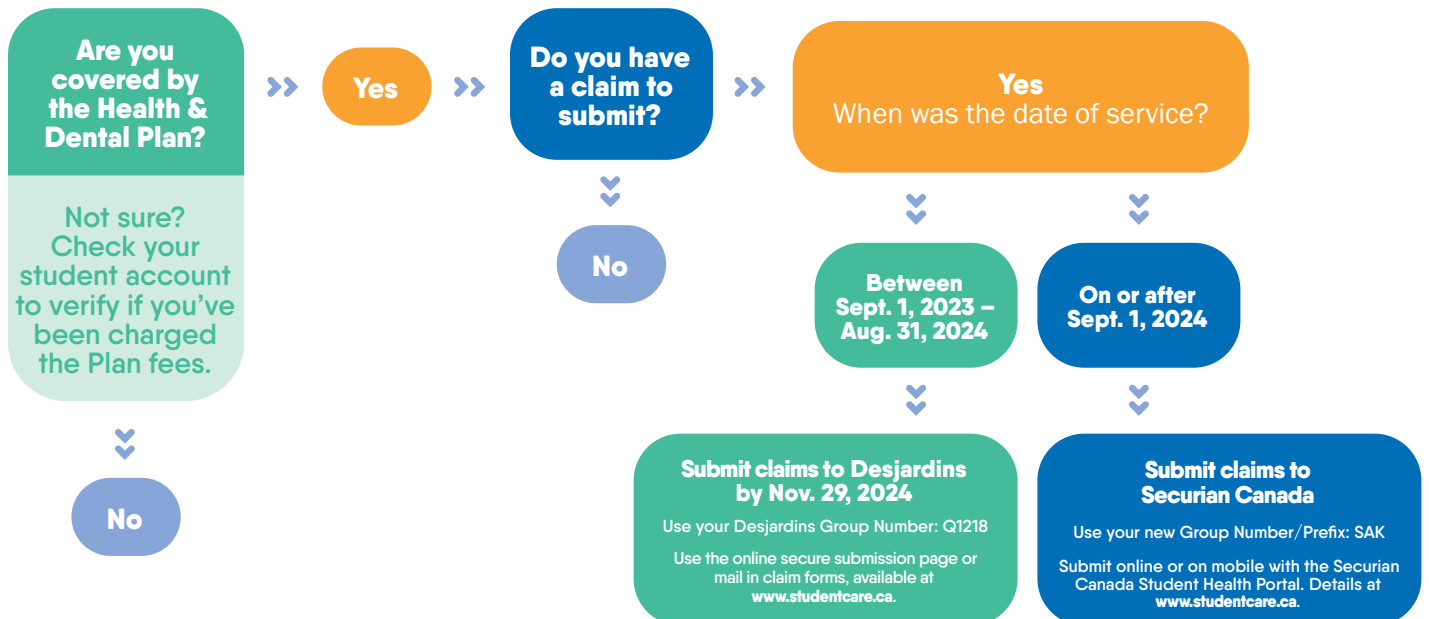 Are you
covered by
the Health &
Dental Plan?
Not sure?
Check your
student account
to verify if you’ve
been charged
the Plan fees.
No
Yes
Do you have
a claim to
submit?
No
Yes
When was the date of service?
Between
Sept. 1, 2023 –
Aug. 31, 2024
Submit claims to Desjardins
by Nov. 29, 2024
Use your Desjardins Group Number: Q1218
Use the online secure submission page or
mail in claim forms, available at
www.studentcare.ca.
On or after
Sept. 1, 2024
Submit claims to
Securian Canada
Use your new Group Number/Prefix: SAK
Submit online or on mobile with the Securian
Canada Student Health Portal. Details at
www.studentcare.ca.